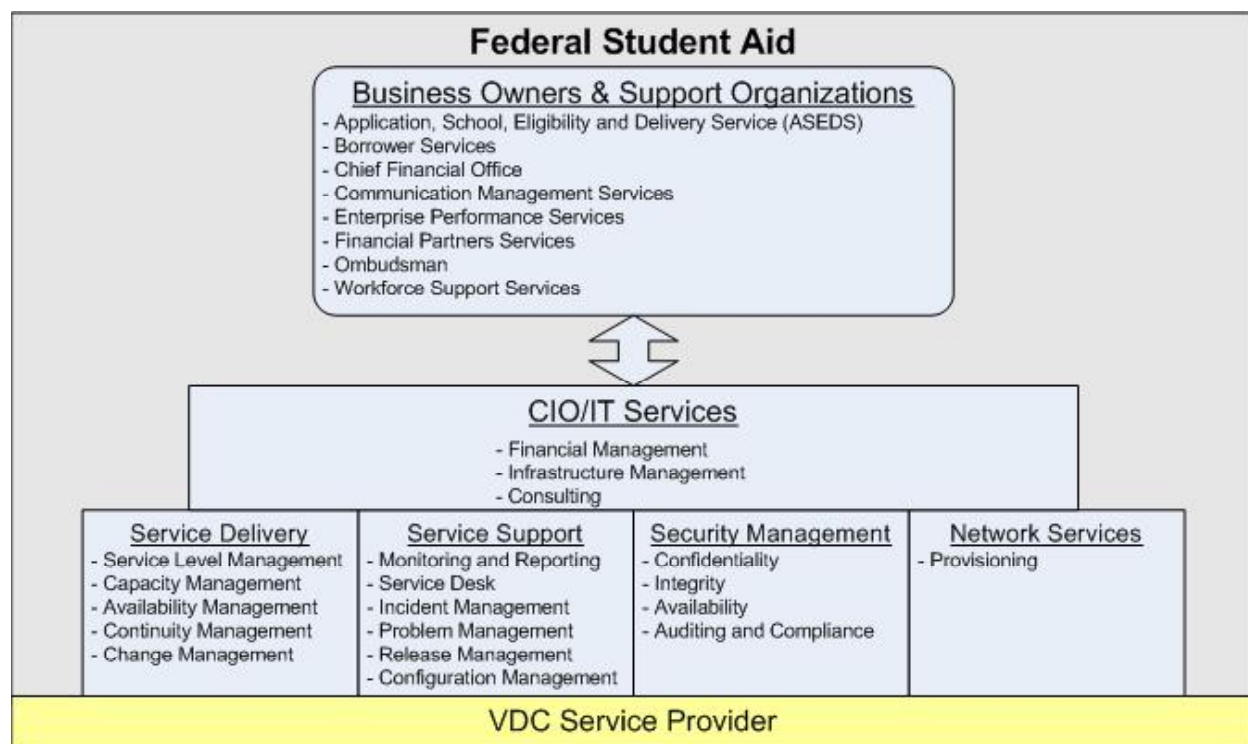 Federal Student Aid
Business Owners & Support Organizations
- Application, School, Eligibility and Delivery Service (ASEDS)
- Borrower Services
- Chief Financial Office
- Communication Management Services
- Enterprise Performance Services
- Financial Partners Services
- Ombudsman
- Workforce Support Services
CIO/IT Services
- Financial Management
- Infrastructure Management
- Consulting
Service Delivery
- Service Level Management
- Capacity Management
- Availability Management
- Continuity Management
- Change Management
Service Support
- Monitoring and Reporting
- Service Desk
- Incident Management
- Problem Management
- Release Management
- Configuration Management
Security Management
- Confidentiality
- Integrity
- Availability
- Auditing and Compliance
Network Services
- Provisioning
VDC Service Provider